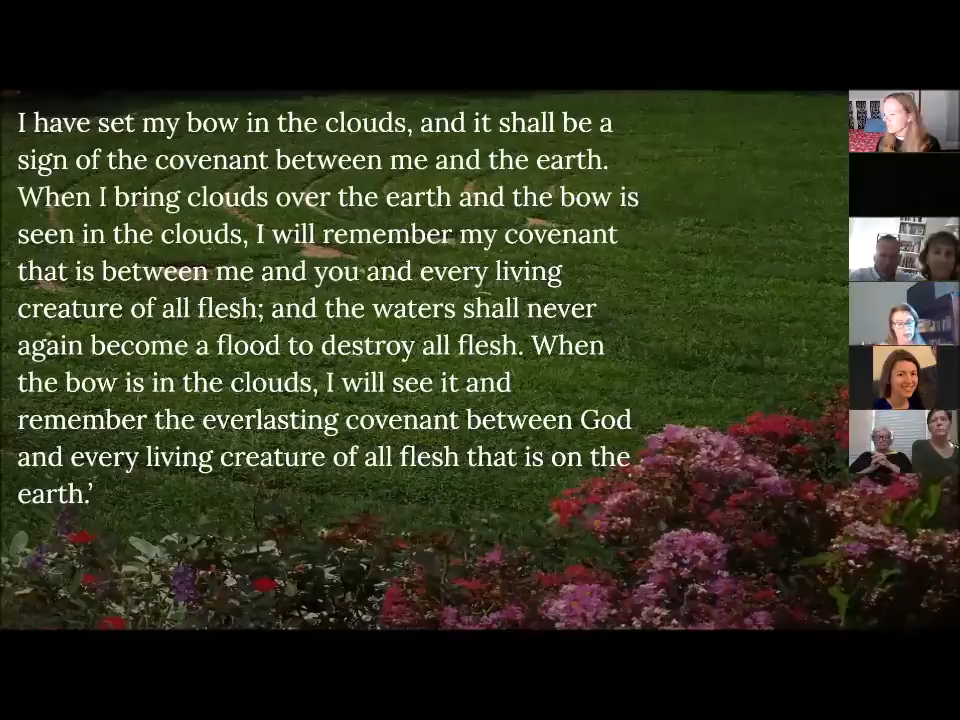 I have set my bow in the clouds, and it shall be a
sign of the covenant between me and the earth.
When I bring clouds over the earth and the bow is
seen in the clouds, I will remember my covenant
that is between me and you and every living
creature of all flesh; and the waters shall never
again become a flood to destroy all flesh. When
the bow is in the clouds, I will see it and
remember the everlasting covenant between God
and every living creature of all flesh that is on the
earth.’